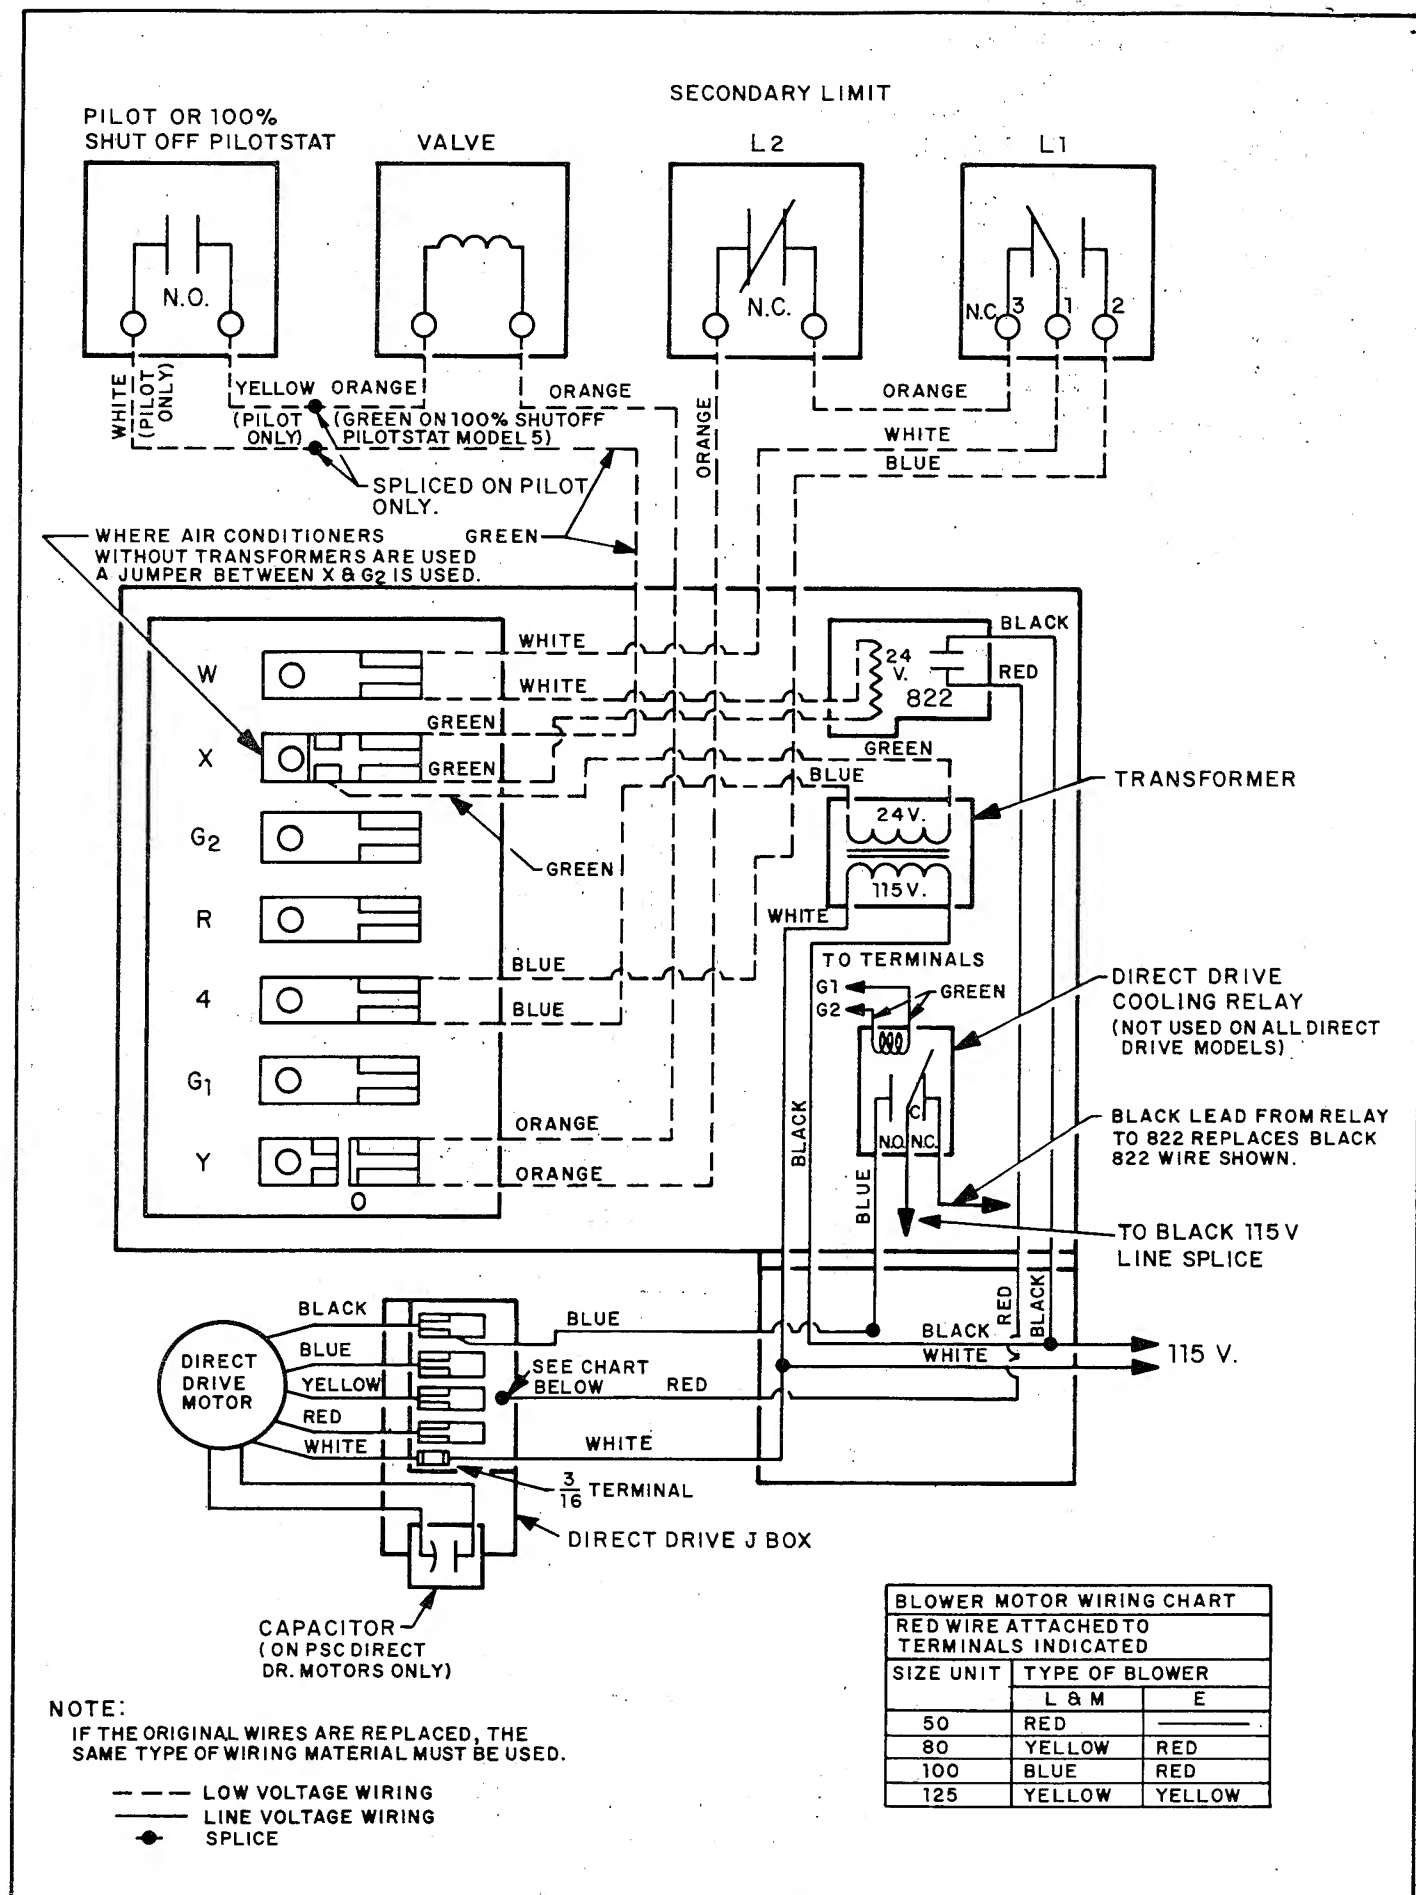 SECONDARY LIMIT
PILOT OR 100%
SHUT OFF PILOTSTAT
VALVE
L2
L1
N.O.
N.C.
N.C. 3
1
2
WHITE
(PILOT
ONLY)
YELLOW
ORANGE
(PILOT
ONLY)
(GREEN ON 100% SHUTOFF
PILOTSTAT MODEL 5)
ORANGE
ORANGE
ORANGE
WHITE
BLUE
SPLICED ON PILOT
ONLY.
WHERE AIR CONDITIONERS
WITHOUT TRANSFORMERS ARE USED
A JUMPER BETWEEN X & G2 IS USED.
GREEN
W
X
G2
R
4
G1
Y
O
WHITE
WHITE
GREEN
GREEN
GREEN
BLUE
BLUE
ORANGE
ORANGE
BLACK
RED
24
V.
822
GREEN
BLUE
TRANSFORMER
24V.
115V.
WHITE
TO TERMINALS
G1
G2
GREEN
DIRECT DRIVE
COOLING RELAY
(NOT USED ON ALL DIRECT
DRIVE MODELS)
C
N.O.
N.C.
BLACK
BLUE
BLACK LEAD FROM RELAY
TO 822 REPLACES BLACK
822 WIRE SHOWN.
TO BLACK 115V
LINE SPLICE
RED
BLACK
BLACK
WHITE
115 V.
DIRECT
DRIVE
MOTOR
BLACK
BLUE
YELLOW
RED
WHITE
BLUE
SEE CHART
BELOW
RED
WHITE
3/16 TERMINAL
DIRECT DRIVE J BOX
CAPACITOR
(ON PSC DIRECT
DR. MOTORS ONLY)
BLOWER MOTOR WIRING CHART
RED WIRE ATTACHED TO
TERMINALS INDICATED
SIZE UNIT TYPE OF BLOWER
L & M E
50 RED ———
80 YELLOW RED
100 BLUE RED
125 YELLOW YELLOW
NOTE:
IF THE ORIGINAL WIRES ARE REPLACED, THE
SAME TYPE OF WIRING MATERIAL MUST BE USED.
LOW VOLTAGE WIRING
LINE VOLTAGE WIRING
SPLICE